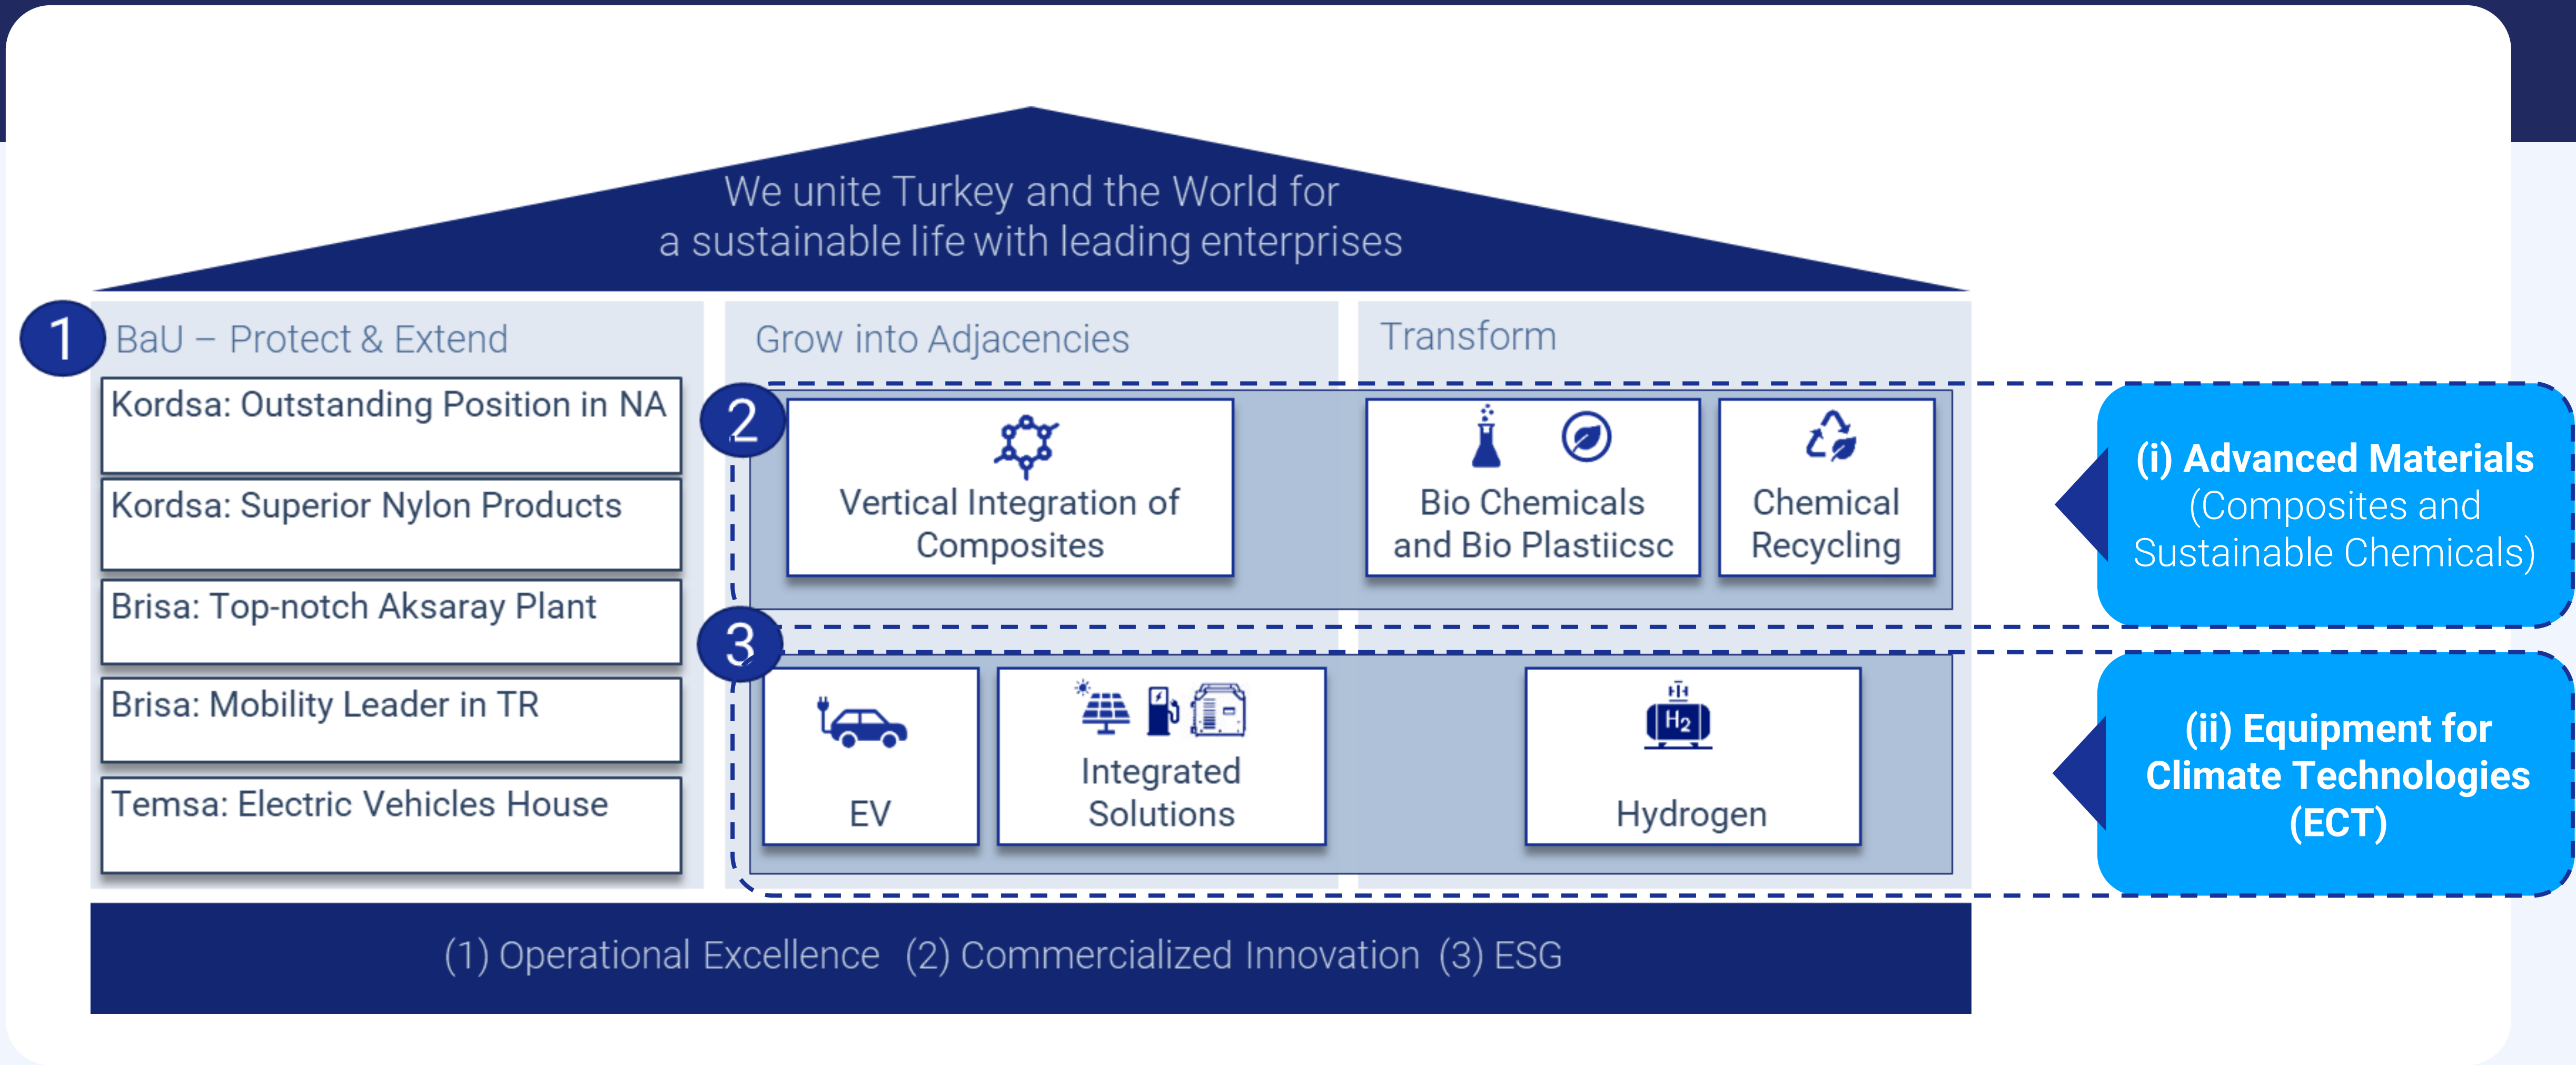 We unite Turkey and the World for
a sustainable life with leading enterprises
1
BaU – Protect & Extend
Kordsa: Outstanding Position in NA
Kordsa: Superior Nylon Products
Brisa: Top-notch Aksaray Plant
Brisa: Mobility Leader in TR
Temsa: Electric Vehicles House
Grow into Adjacencies
Transform
2
Vertical Integration of
Composites
Bio Chemicals
and Bio Plastiicsc
Chemical
Recycling
(i) Advanced Materials
(Composites and
Sustainable Chemicals)
3
EV
Integrated
Solutions
H2
Hydrogen
(ii) Equipment for
Climate Technologies
(ECT)
(1) Operational Excellence (2) Commercialized Innovation (3) ESG